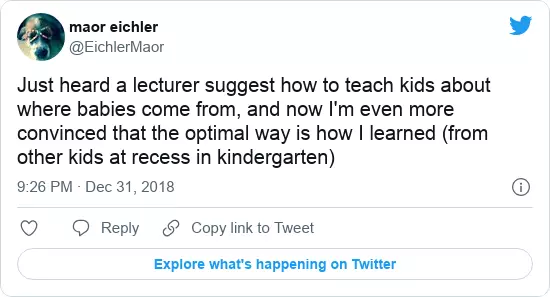 maor eichler
@EichlerMaor
Just heard a lecturer suggest how to teach kids about
where babies come from, and now I'm even more
convinced that the optimal way is how I learned (from
other kids at recess in kindergarten)
9:26 PM · Dec 31, 2018
Reply Copy link to Tweet
Explore what's happening on Twitter